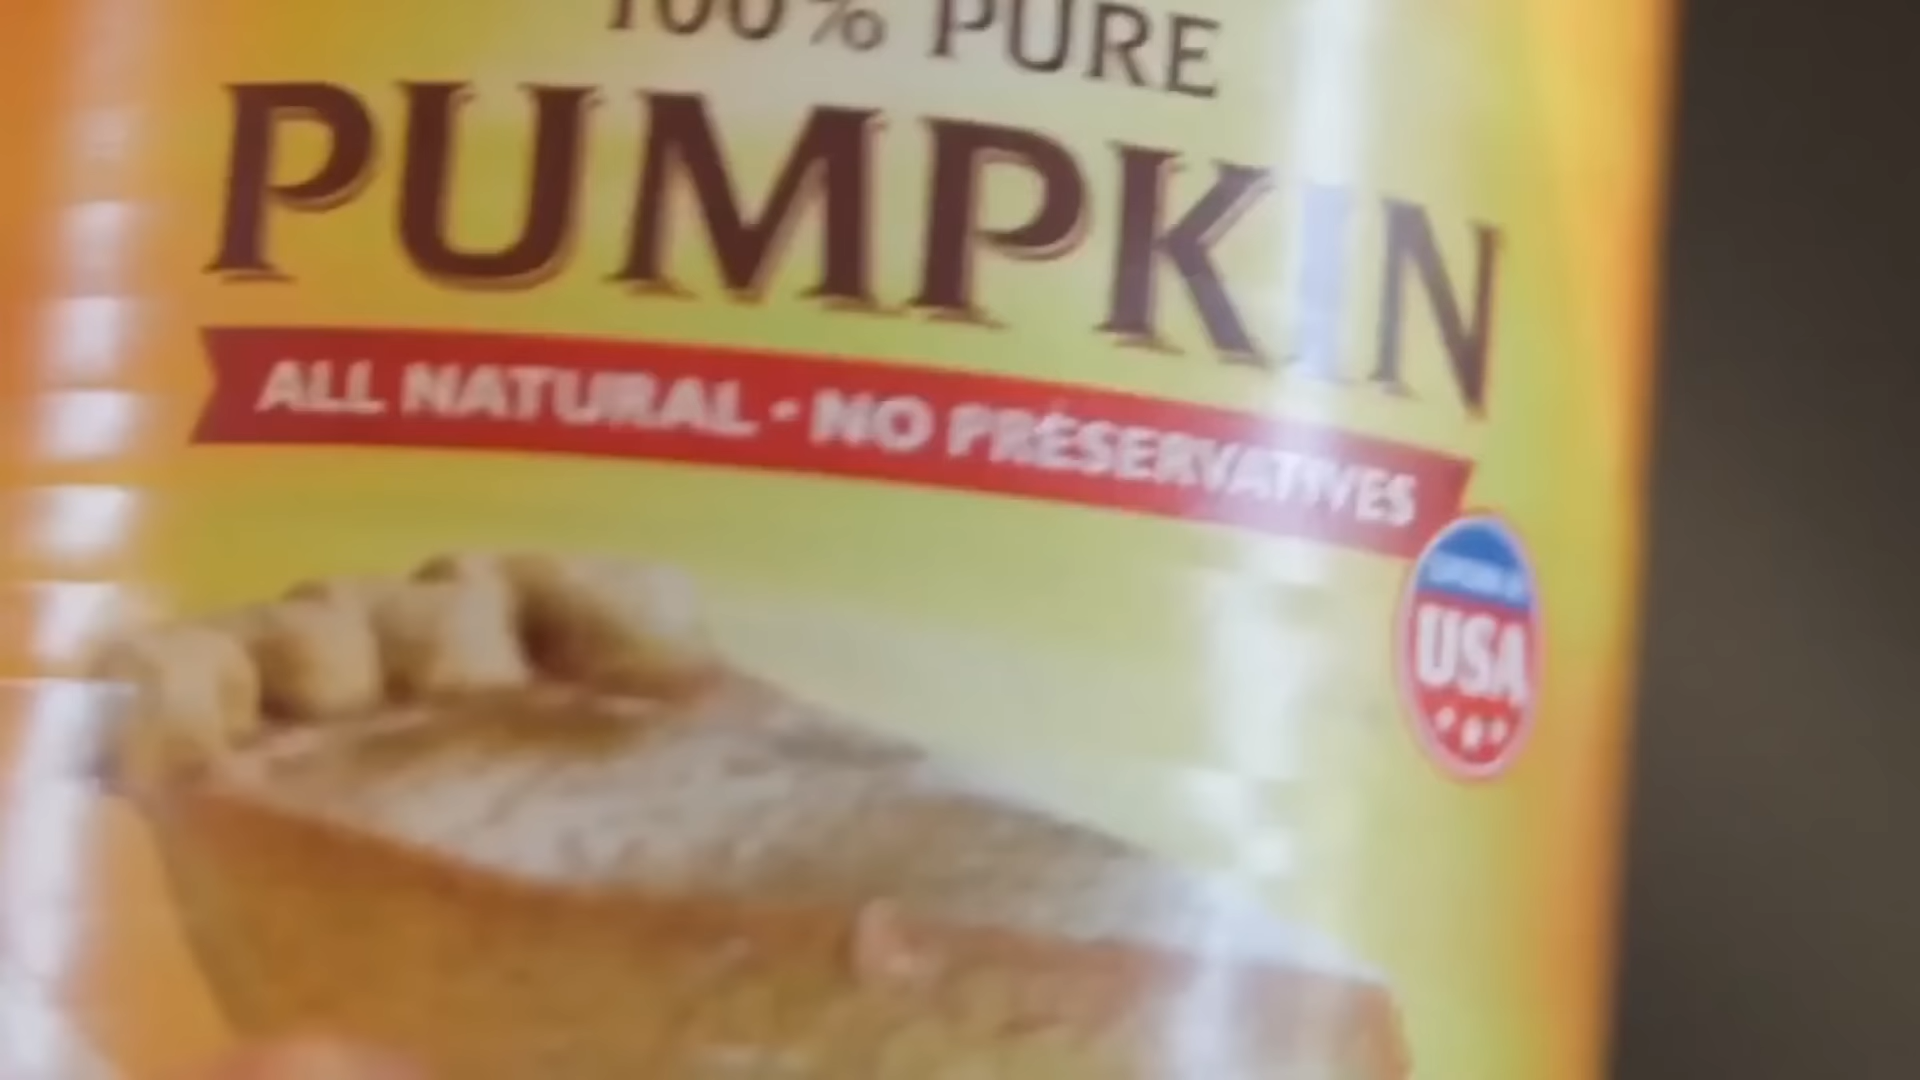 100% PURE
PUMPKIN
ALL NATURAL • NO PRESERVATIVES
USA